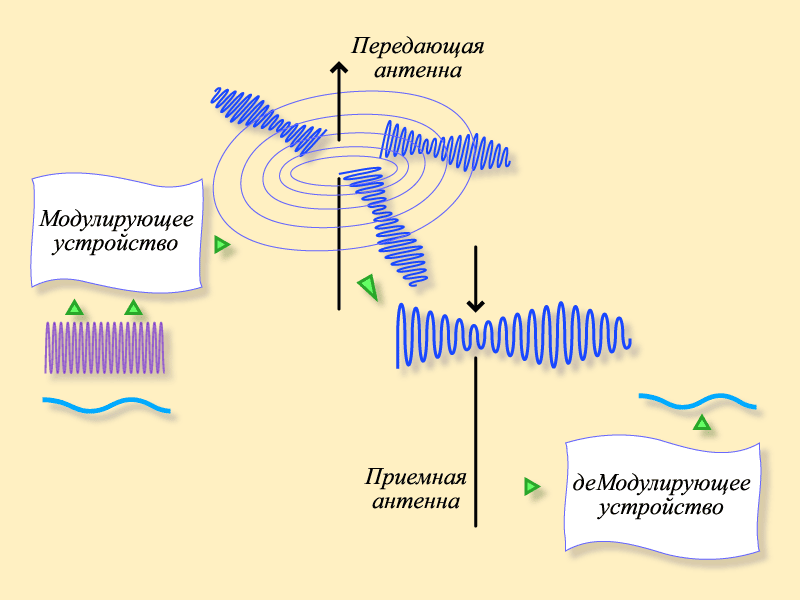 Передающая
антенна
Модулирующее
устройство
Приемная
антенна
деМодулирующее
устройство